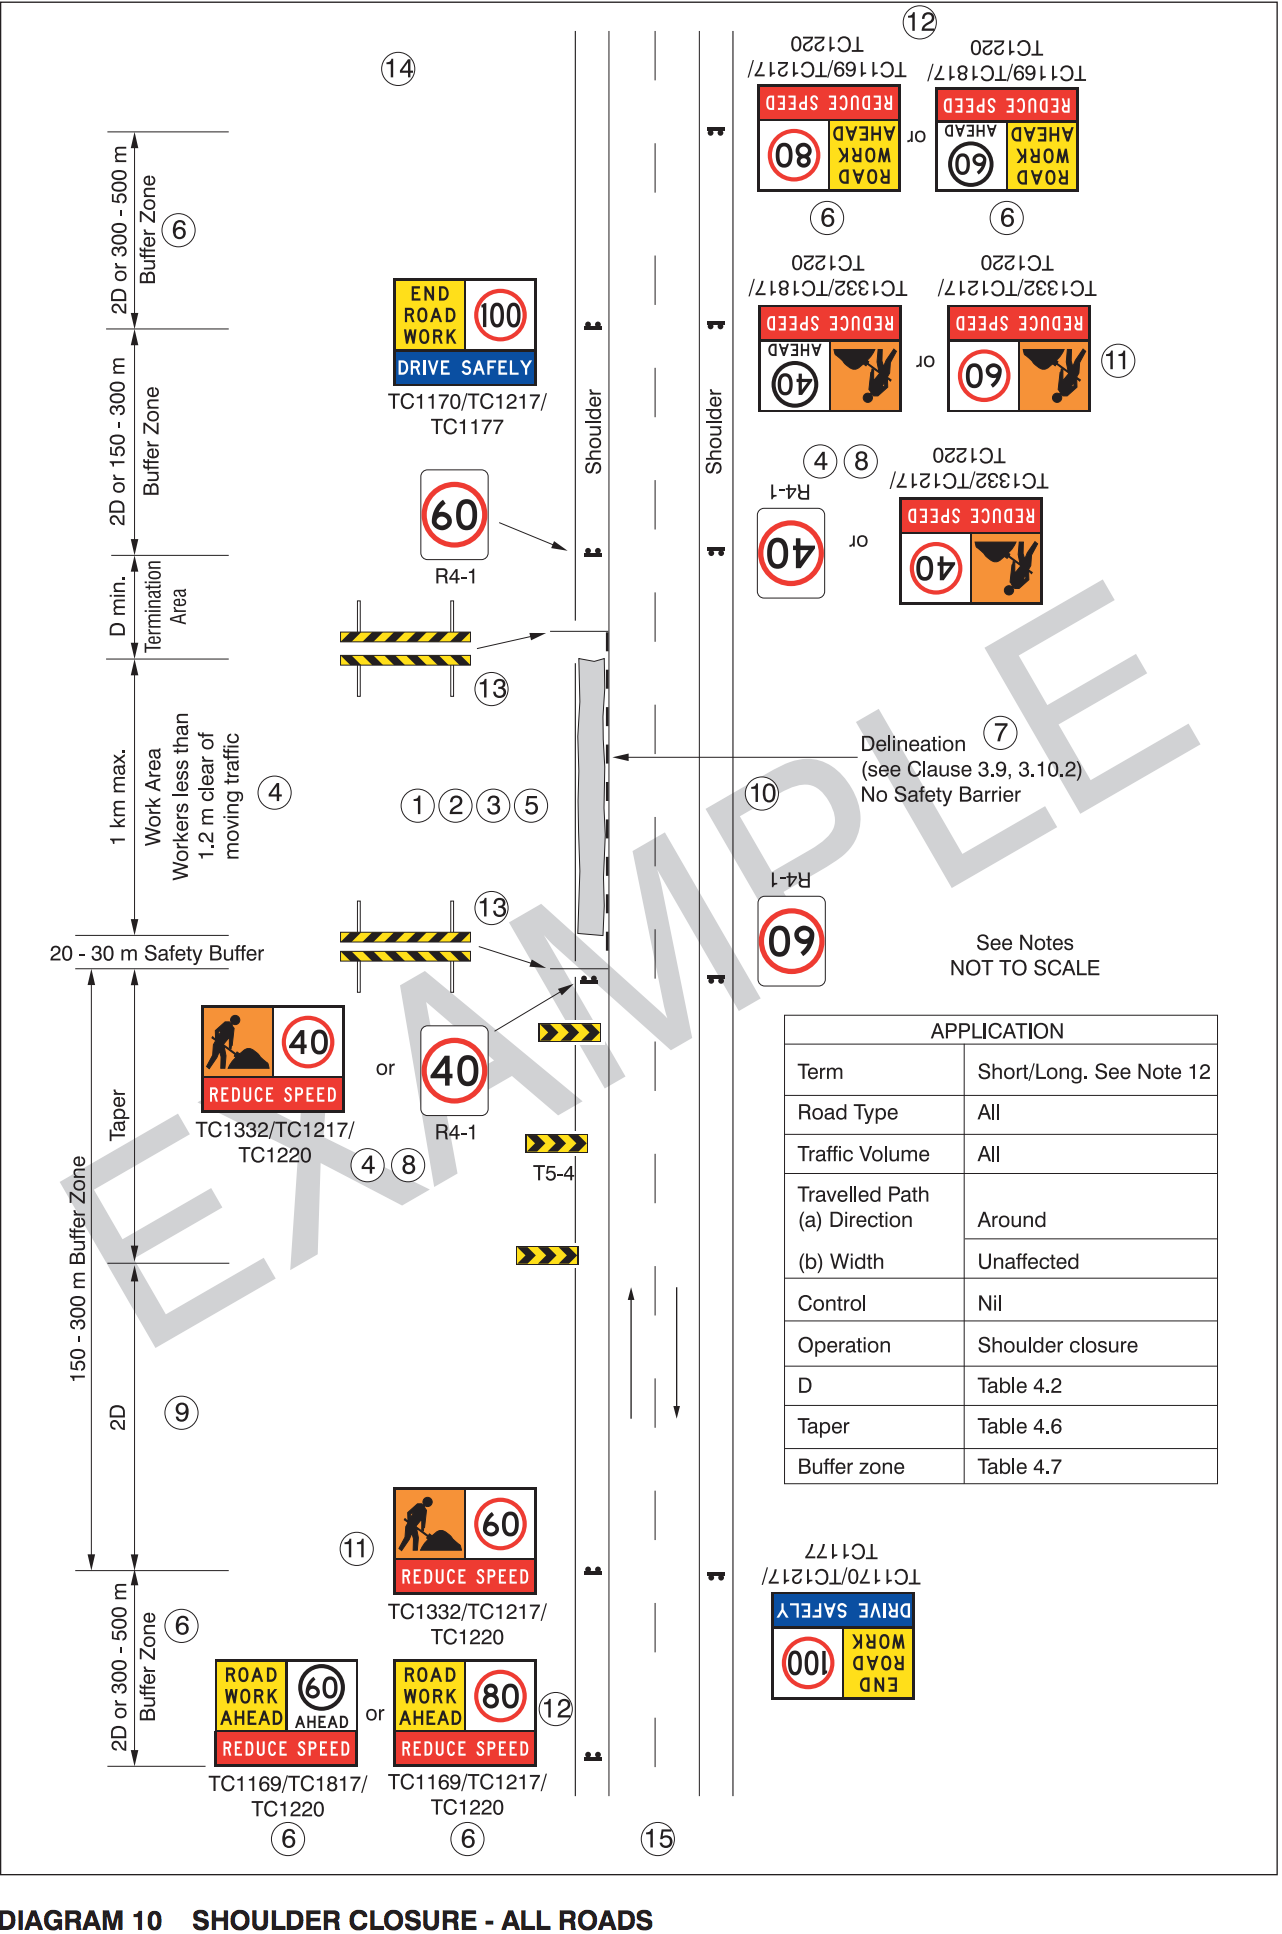 12
TC1169/TC1217/
TC1220
TC1169/TC1817/
TC1220
14
REDUCE SPEED
80
ROAD
WORK
AHEAD
or
REDUCE SPEED
60
AHEAD
ROAD
WORK
AHEAD
2D or 300 - 500 m
Buffer Zone
6
6
6
TC1332/TC1817/
TC1220
TC1332/TC1217/
TC1220
END
ROAD
WORK
100
DRIVE SAFELY
TC1170/TC1217/
TC1177
REDUCE SPEED
40
AHEAD
or
REDUCE SPEED
60
11
2D or 150 - 300 m
Buffer Zone
Shoulder
Shoulder
4
8
TC1332/TC1217/
TC1220
60
R4-1
R4-1
40
or
REDUCE SPEED
40
D min.
Termination
Area
13
1 km max.
Work Area
Workers less than
1.2 m clear of
moving traffic
4
1
2
3
5
Delineation
7
(see Clause 3.9, 3.10.2)
No Safety Barrier
10
R4-1
60
13
See Notes
NOT TO SCALE
20 - 30 m Safety Buffer
EXAMPLE
40
REDUCE SPEED
TC1332/TC1217/
TC1220
or
40
R4-1
4
8
T5-4
150 - 300 m Buffer Zone
Taper
2D
9
APPLICATION
Term Short/Long. See Note 12
Road Type All
Traffic Volume All
Travelled Path
(a) Direction Around
(b) Width Unaffected
Control Nil
Operation Shoulder closure
D Table 4.2
Taper Table 4.6
Buffer zone Table 4.7
11
60
REDUCE SPEED
TC1332/TC1217/
TC1220
TC1170/TC1217/
TC1177
DRIVE SAFELY
100
END
ROAD
WORK
2D or 300 - 500 m
Buffer Zone
6
ROAD
WORK
AHEAD
60
AHEAD
REDUCE SPEED
TC1169/TC1817/
TC1220
6
or
ROAD
WORK
AHEAD
80
REDUCE SPEED
TC1169/TC1217/
TC1220
6
12
15
DIAGRAM 10 SHOULDER CLOSURE - ALL ROADS